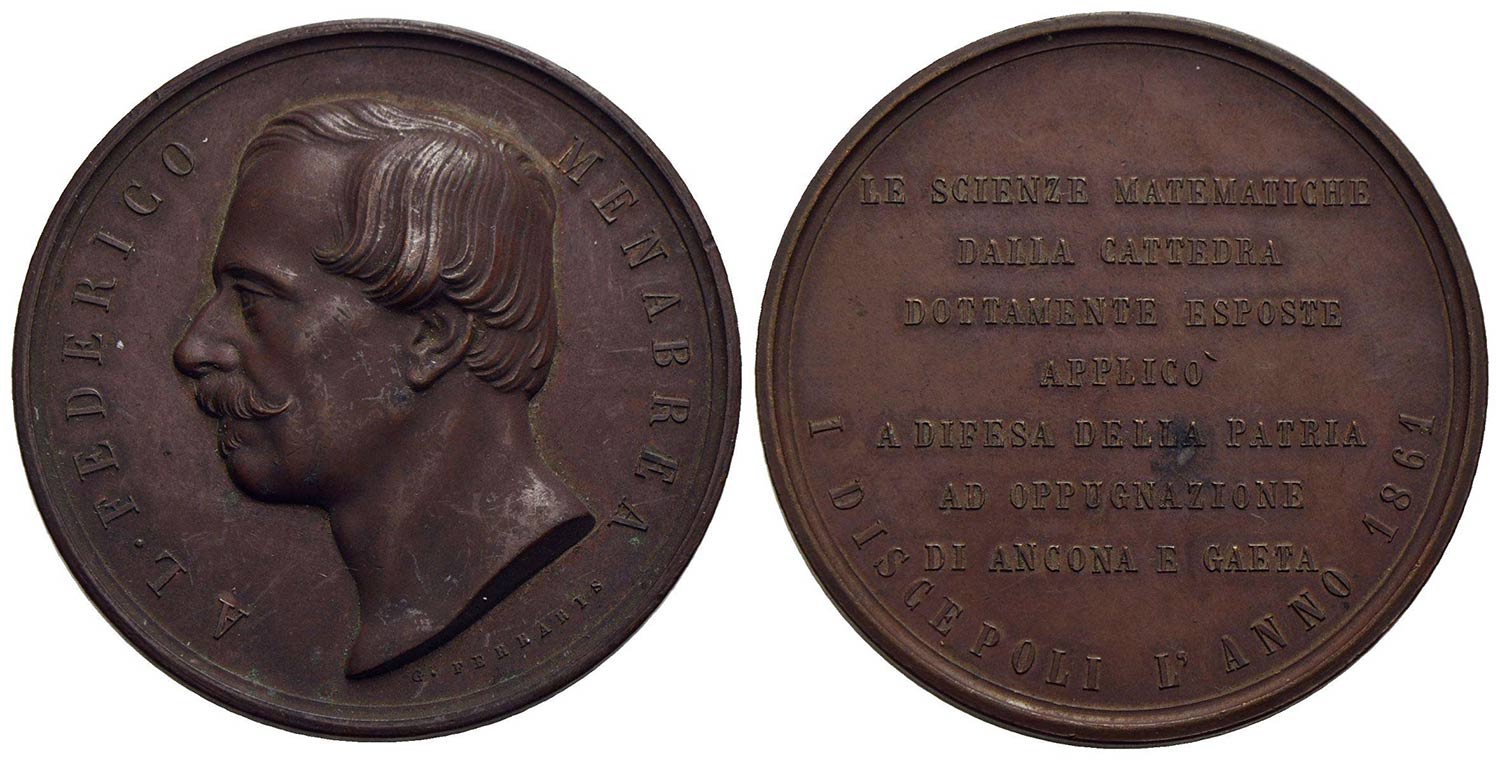 A L. FEDERICO MENABREA
G. FERRARIS
LE SCIENZE MATEMATICHE
DALLA CATTEDRA
DOTTAMENTE ESPOSTE
APPLICO`
A DIFESA DELLA PATRIA
AD OPPUGNAZIONE
DI ANCONA E GAETA
I DISCEPOLI L' ANNO 1861